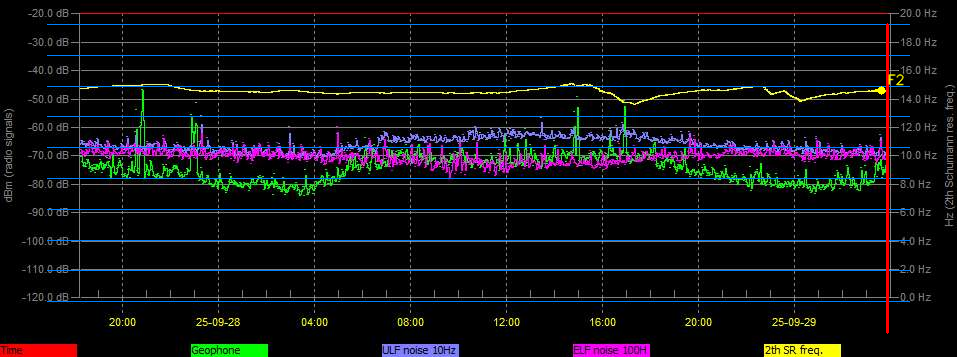 -20.0 dB 20.0 Hz
-30.0 dB 18.0 Hz
-40.0 dB 16.0 Hz
F2
-50.0 dB 14.0 Hz
-60.0 dB 12.0 Hz
-70.0 dB 10.0 Hz
-80.0 dB 8.0 Hz
-90.0 dB 6.0 Hz
-100.0 dB 4.0 Hz
-110.0 dB 2.0 Hz
-120.0 dB 0.0 Hz
dBm (radio signals)
Hz (2th Schumann res. freq.)
20:00 25-09-28 04:00 08:00 12:00 16:00 20:00 25-09-29
Time Geophone ULF noise 10Hz ELF noise 100H 2th SR freq.